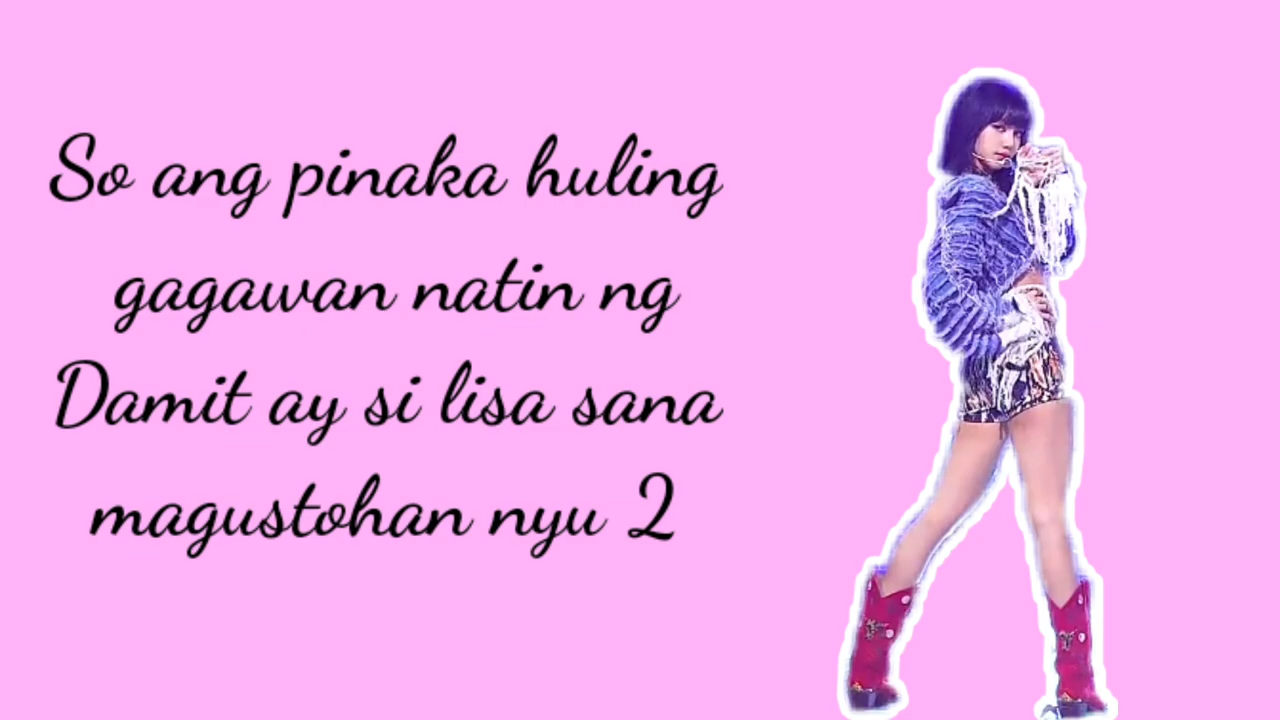 So ang pinaka huling
gagawan natin ng
Damit ay si lisa sana
magustohan nyu 2